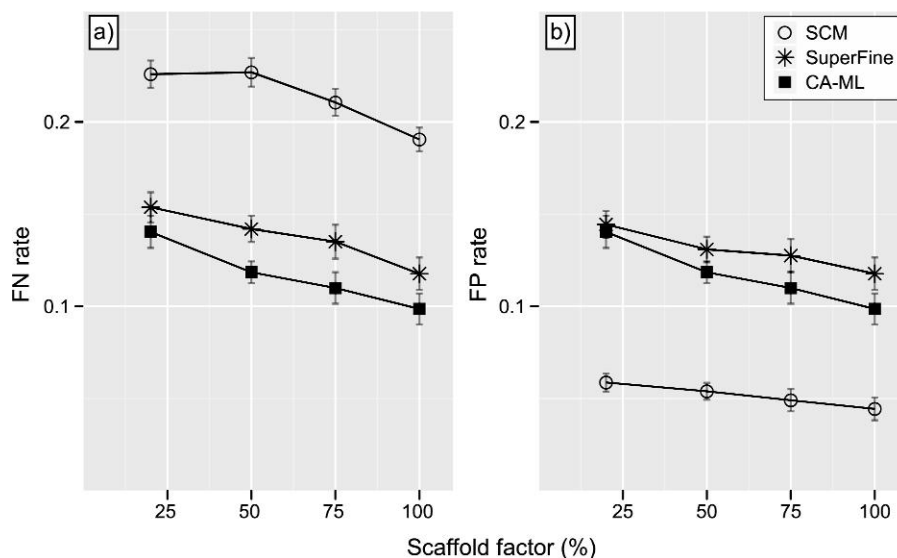 a)
FN rate
0.2
0.1
25 50 75 100
b)
SCM
SuperFine
CA-ML
FP rate
0.2
0.1
25 50 75 100
Scaffold factor (%)